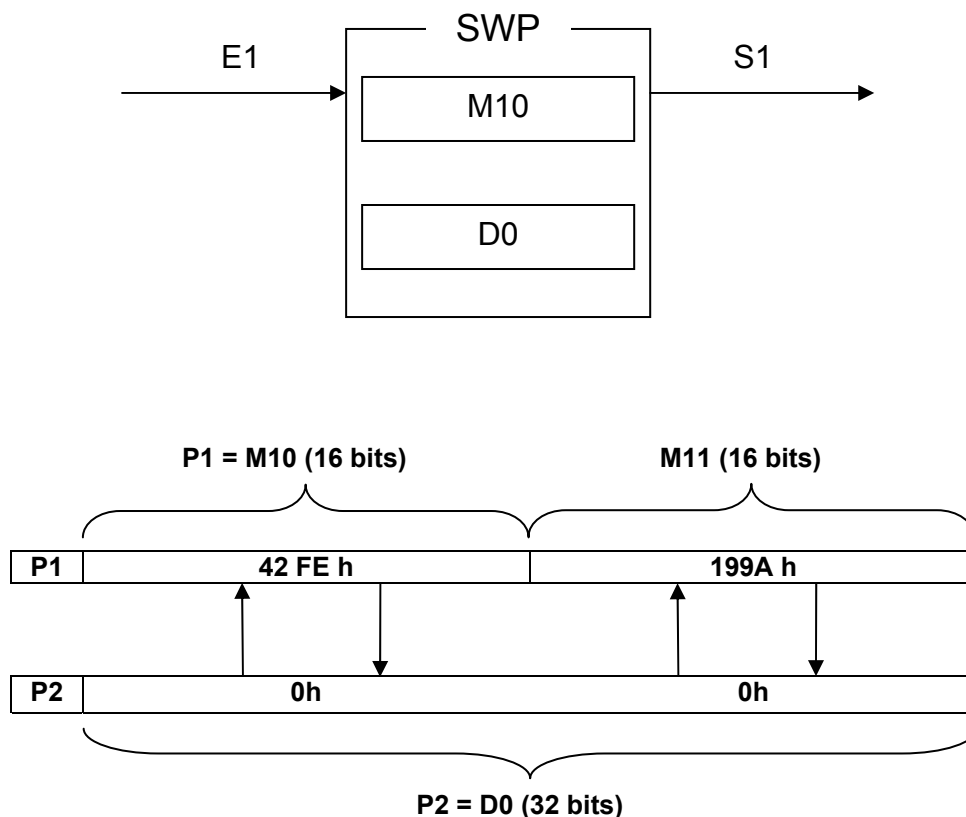 SWP
E1
S1
M10
D0
P1 = M10 (16 bits) M11 (16 bits)
P1 42 FE h 199A h
P2 0h 0h
P2 = D0 (32 bits)